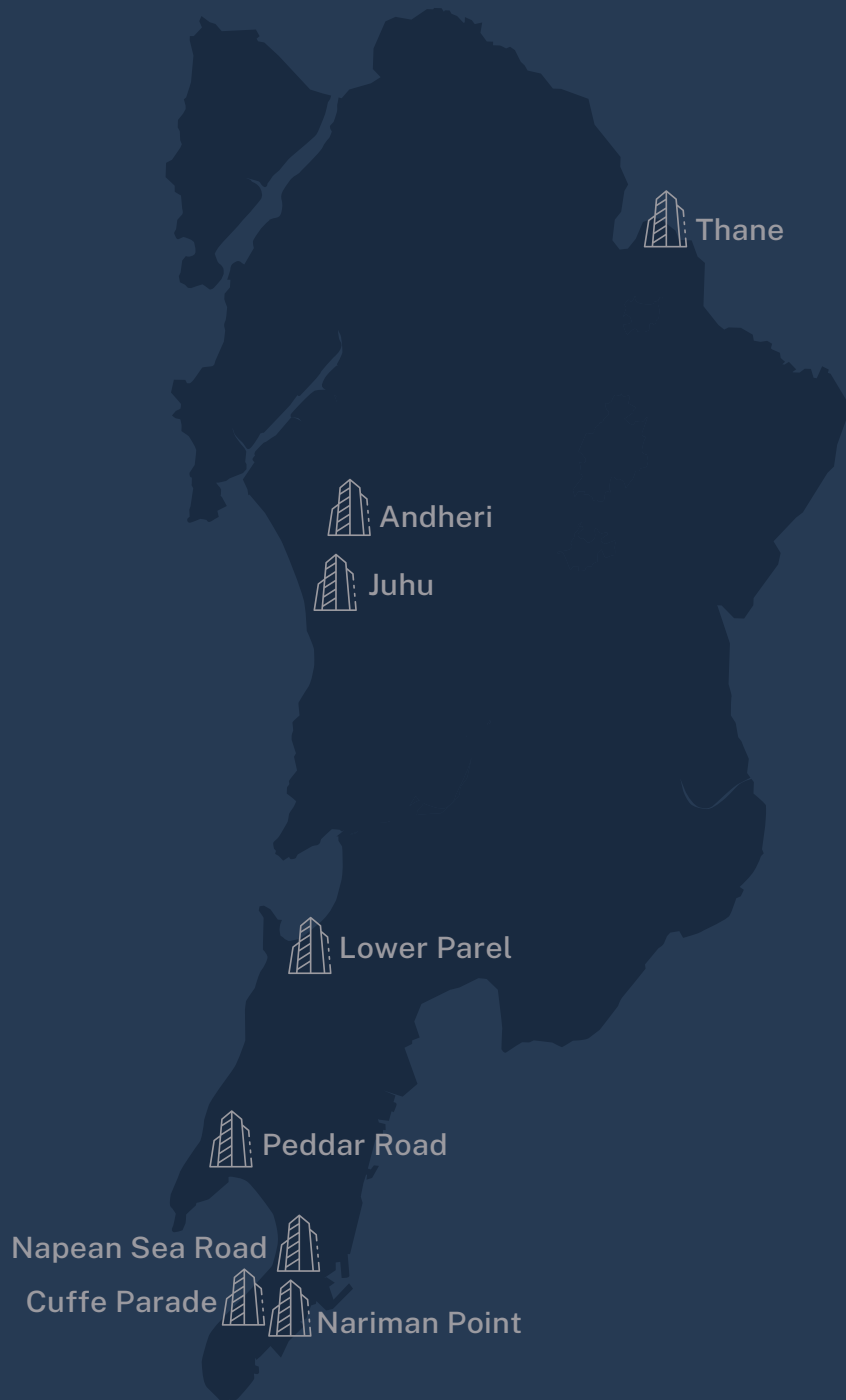 Thane
Andheri
Juhu
Lower Parel
Peddar Road
Napean Sea Road
Cuffe Parade
Nariman Point